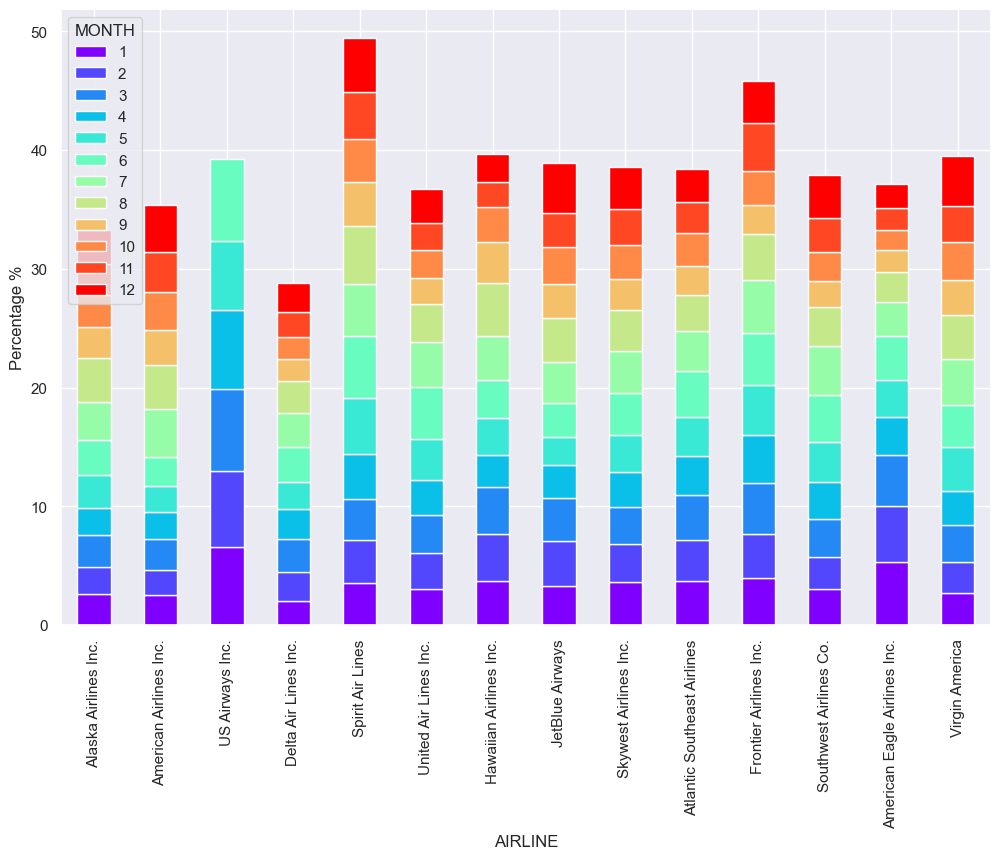 MONTH
1
2
3
4
5
6
7
8
9
10
11
12
50
40
30
20
10
0
Percentage %
Alaska Airlines Inc.
American Airlines Inc.
US Airways Inc.
Delta Air Lines Inc.
Spirit Air Lines
United Air Lines Inc.
Hawaiian Airlines Inc.
JetBlue Airways
Skywest Airlines Inc.
Atlantic Southeast Airlines
Frontier Airlines Inc.
Southwest Airlines Co.
American Eagle Airlines Inc.
Virgin America
AIRLINE